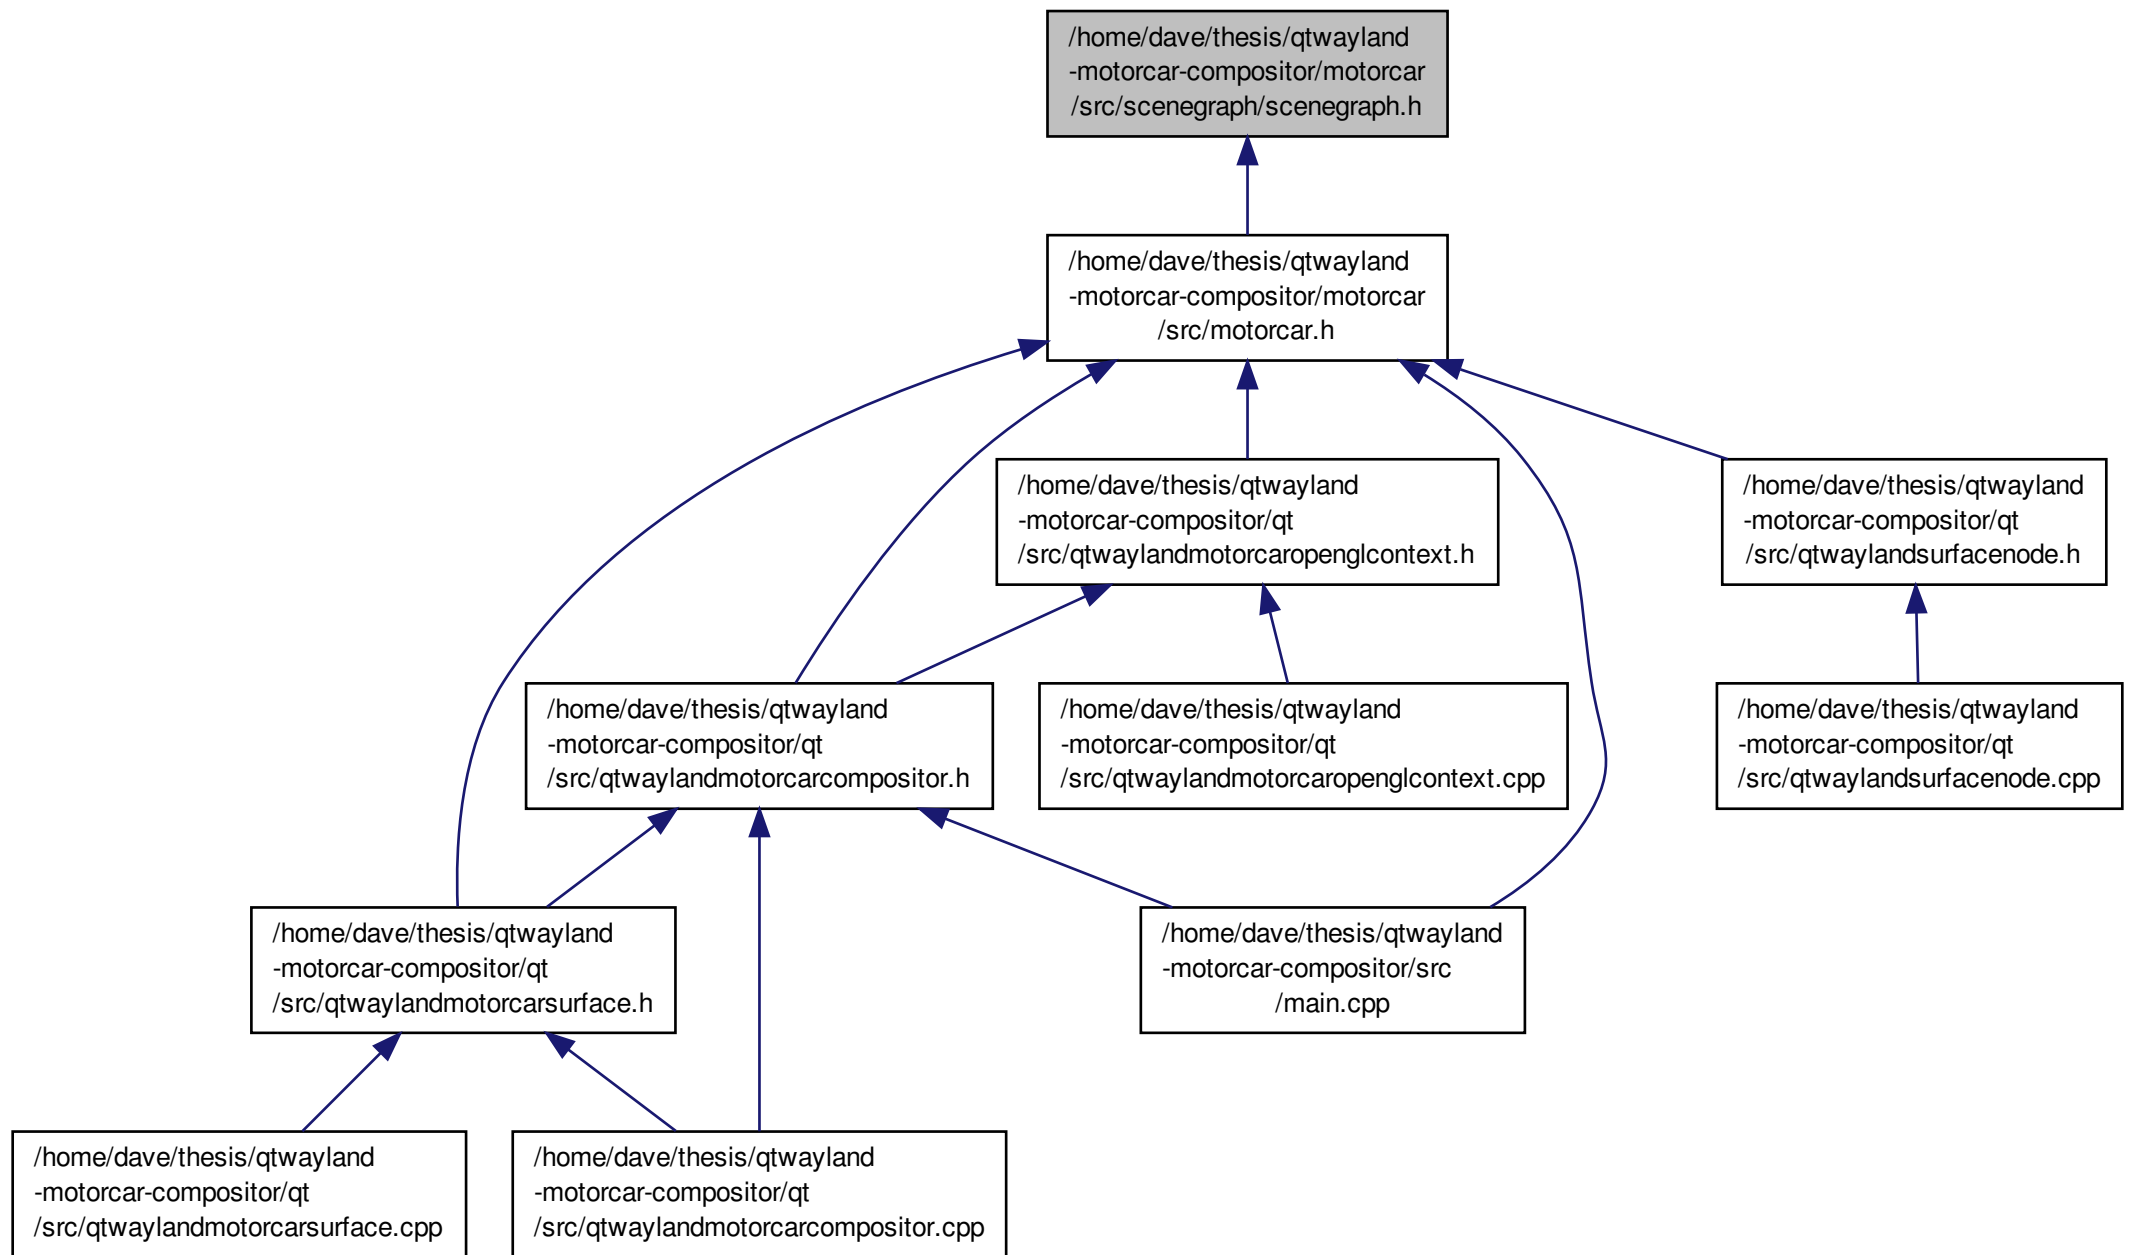 /home/dave/thesis/qtwayland
-motorcar-compositor/motorcar
/src/scenegraph/scenegraph.h
/home/dave/thesis/qtwayland
-motorcar-compositor/motorcar
/src/motorcar.h
/home/dave/thesis/qtwayland
-motorcar-compositor/qt
/src/qtwaylandmotorcaropenglcontext.h
/home/dave/thesis/qtwayland
-motorcar-compositor/qt
/src/qtwaylandsurfacenode.h
/home/dave/thesis/qtwayland
-motorcar-compositor/qt
/src/qtwaylandmotorcarcompositor.h
/home/dave/thesis/qtwayland
-motorcar-compositor/qt
/src/qtwaylandmotorcaropenglcontext.cpp
/home/dave/thesis/qtwayland
-motorcar-compositor/qt
/src/qtwaylandsurfacenode.cpp
/home/dave/thesis/qtwayland
-motorcar-compositor/qt
/src/qtwaylandmotorcarsurface.h
/home/dave/thesis/qtwayland
-motorcar-compositor/src
/main.cpp
/home/dave/thesis/qtwayland
-motorcar-compositor/qt
/src/qtwaylandmotorcarsurface.cpp
/home/dave/thesis/qtwayland
-motorcar-compositor/qt
/src/qtwaylandmotorcarcompositor.cpp